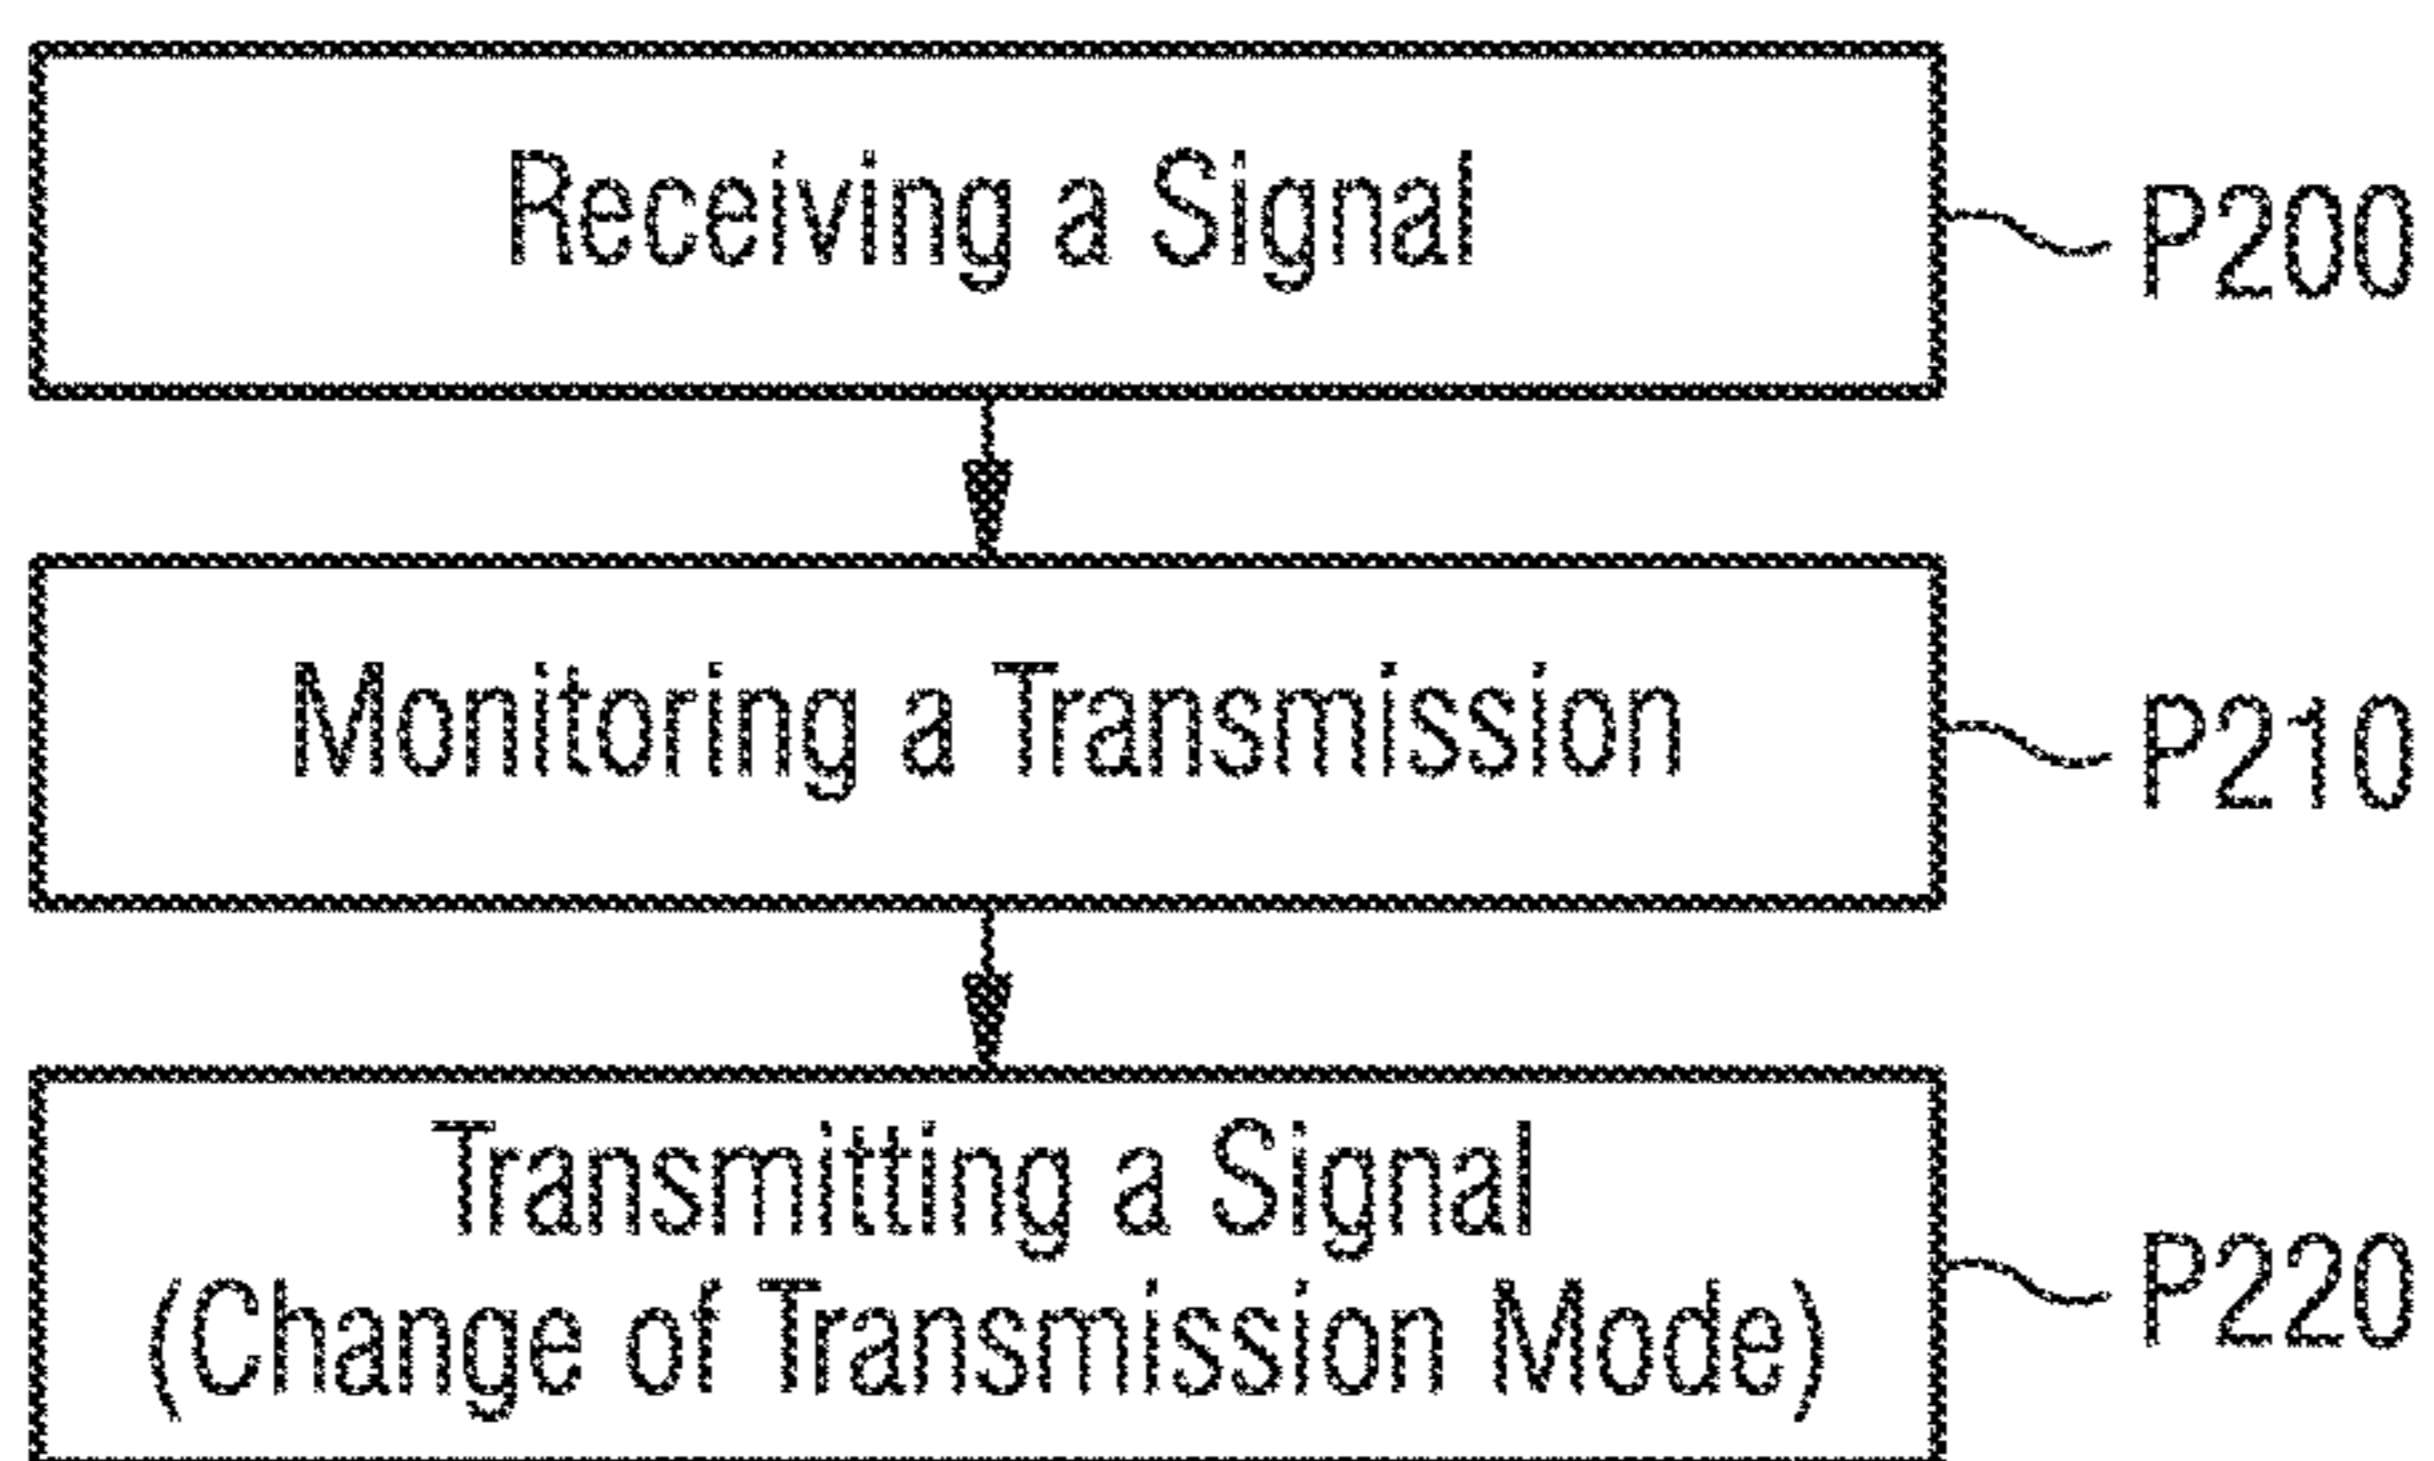 Receiving a Signal
P200
Monitoring a Transmission
P210
Transmitting a Signal
(Change of Transmission Mode)
P220